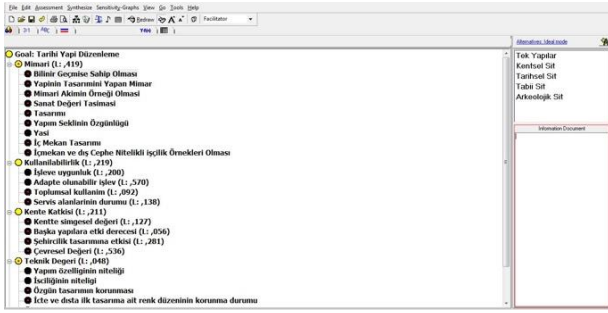 File Edit Assessment Synthesize Sensitivity-Graphs View Go Tools Help
Redraw Facilitator
ABC
Alternatives: Ideal mode
Goal: Tarihi Yapi Düzenleme
Mimari (L: ,419)
Bilinir Geçmişe Sahip Olması
Yapinin Tasarımini Yapan Mimar
Mimari Akimin Örneği Olmasi
Sanat Değeri Tasimasi
Tasarımı
Yapım Seklinin Özgünlügü
Yasi
İç Mekan Tasarımı
İçmekan ve dış Cephe Nitelikli işçilik Örnekleri Olması
Kullanilabilirlik (L: ,219)
İşleve uygunluk (L: ,200)
Adapte olunabilir işlev (L: ,570)
Toplumsal kullanim (L: ,092)
Servis alanlarinin durumu (L: ,138)
Kente Katkisi (L: ,211)
Kentte simgesel değeri (L: ,127)
Başka yapılara etki derecesi (L: ,056)
Şehircilik tasarımına etkisi (L: ,281)
Çevresel Değeri (L: ,536)
Teknik Degeri (L: ,048)
Yapım özelliginin niteliği
İsciliğinin niteligi
Özgün tasarımın korunması
İcte ve dısta ilk tasarıma ait renk düzeninin korunma durumu
Tek Yapılar
Kentsel Sit
Tarihsel Sit
Tabii Sit
Arkeolojik Sit
Information Document